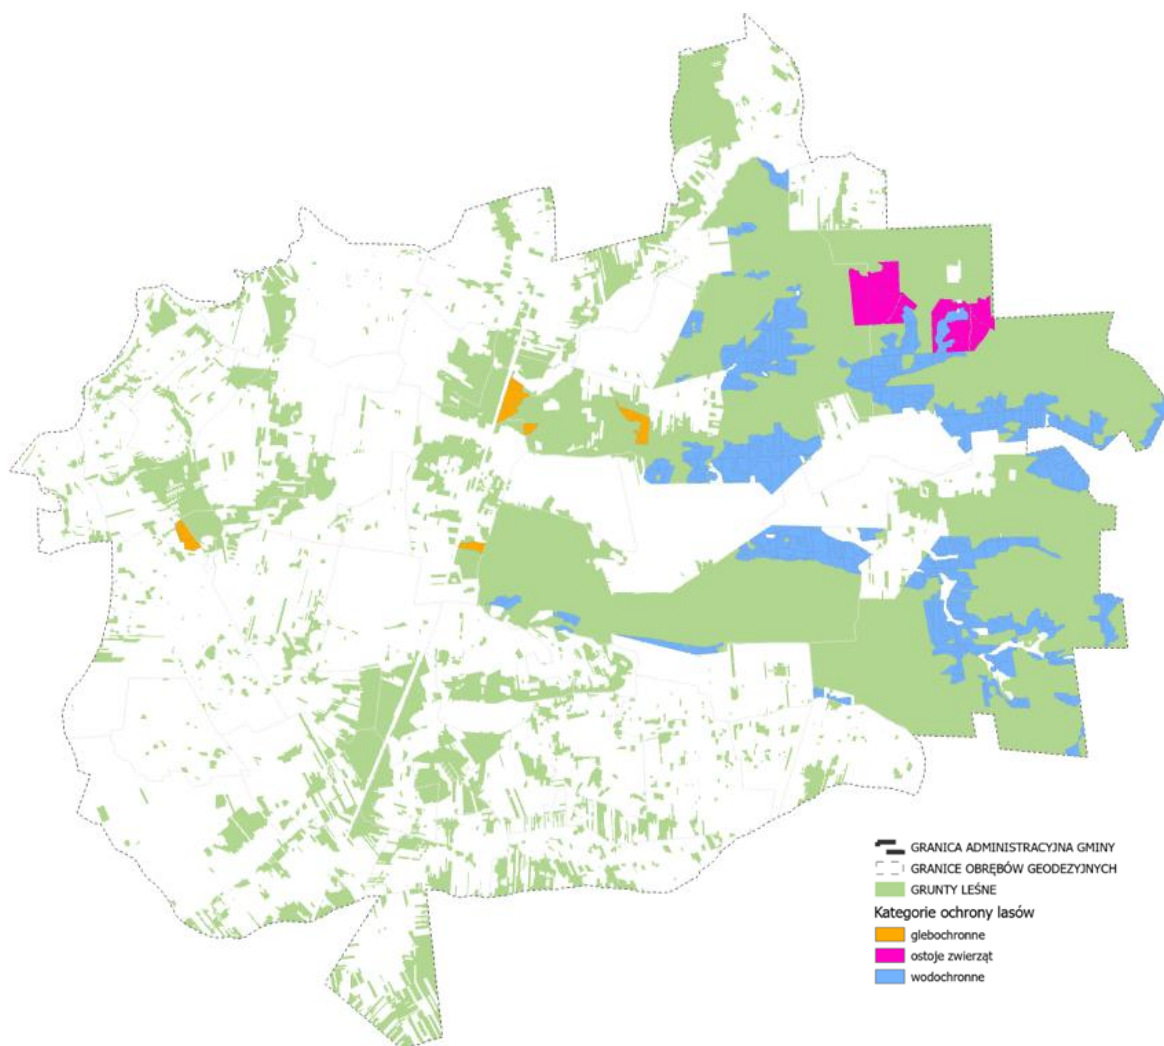 GRANICA ADMINISTRACYJNA GMINY
GRANICE OBRĘBÓW GEODEZYJNYCH
GRUNTY LEŚNE
Kategorie ochrony lasów
glebochronne
ostoje zwierząt
wodochronne